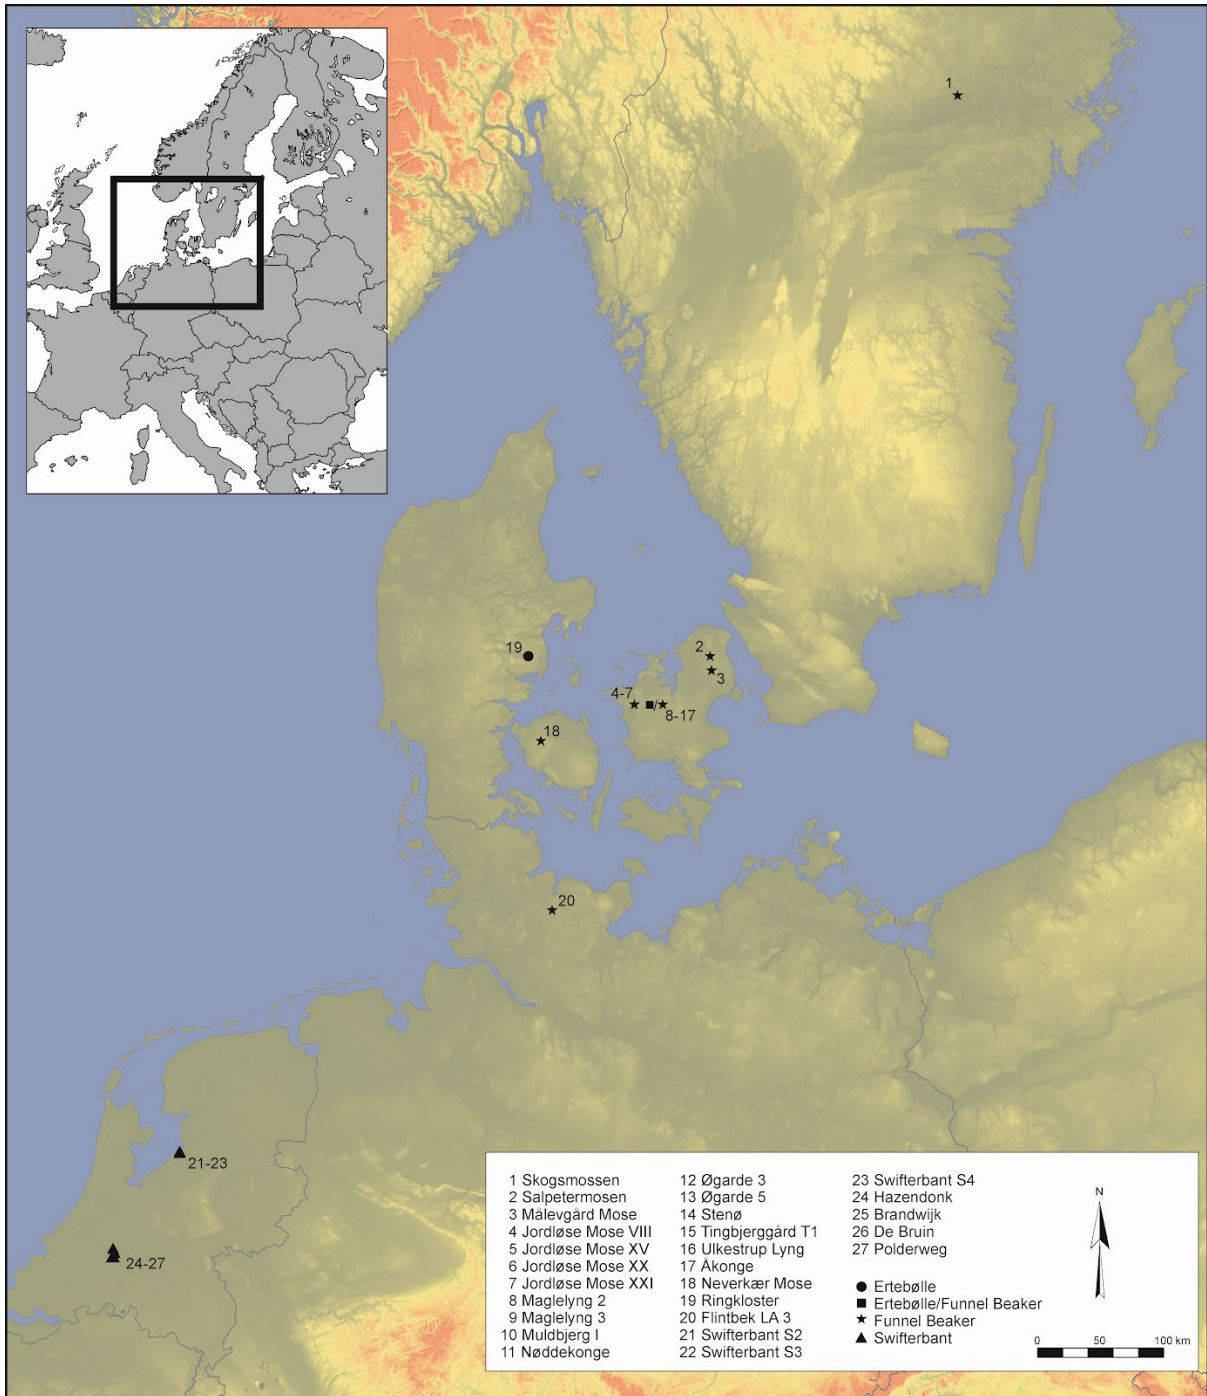 1
19
2
3
4-7
/
8-17
18
20
21-23
24-27
1 Skogsmossen
2 Salpetermosen
3 Målevgård Mose
4 Jordløse Mose VIII
5 Jordløse Mose XV
6 Jordløse Mose XX
7 Jordløse Mose XXI
8 Maglelyng 2
9 Maglelyng 3
10 Muldbjerg I
11 Nøddekonge
12 Øgarde 3
13 Øgarde 5
14 Stenø
15 Tingbjerggård T1
16 Ulkestrup Lyng
17 Åkonge
18 Neverkær Mose
19 Ringkloster
20 Flintbek LA 3
21 Swifterbant S2
22 Swifterbant S3
23 Swifterbant S4
24 Hazendonk
25 Brandwijk
26 De Bruin
27 Polderweg
Ertebølle
Ertebølle/Funnel Beaker
Funnel Beaker
Swifterbant
N
0 50 100 km